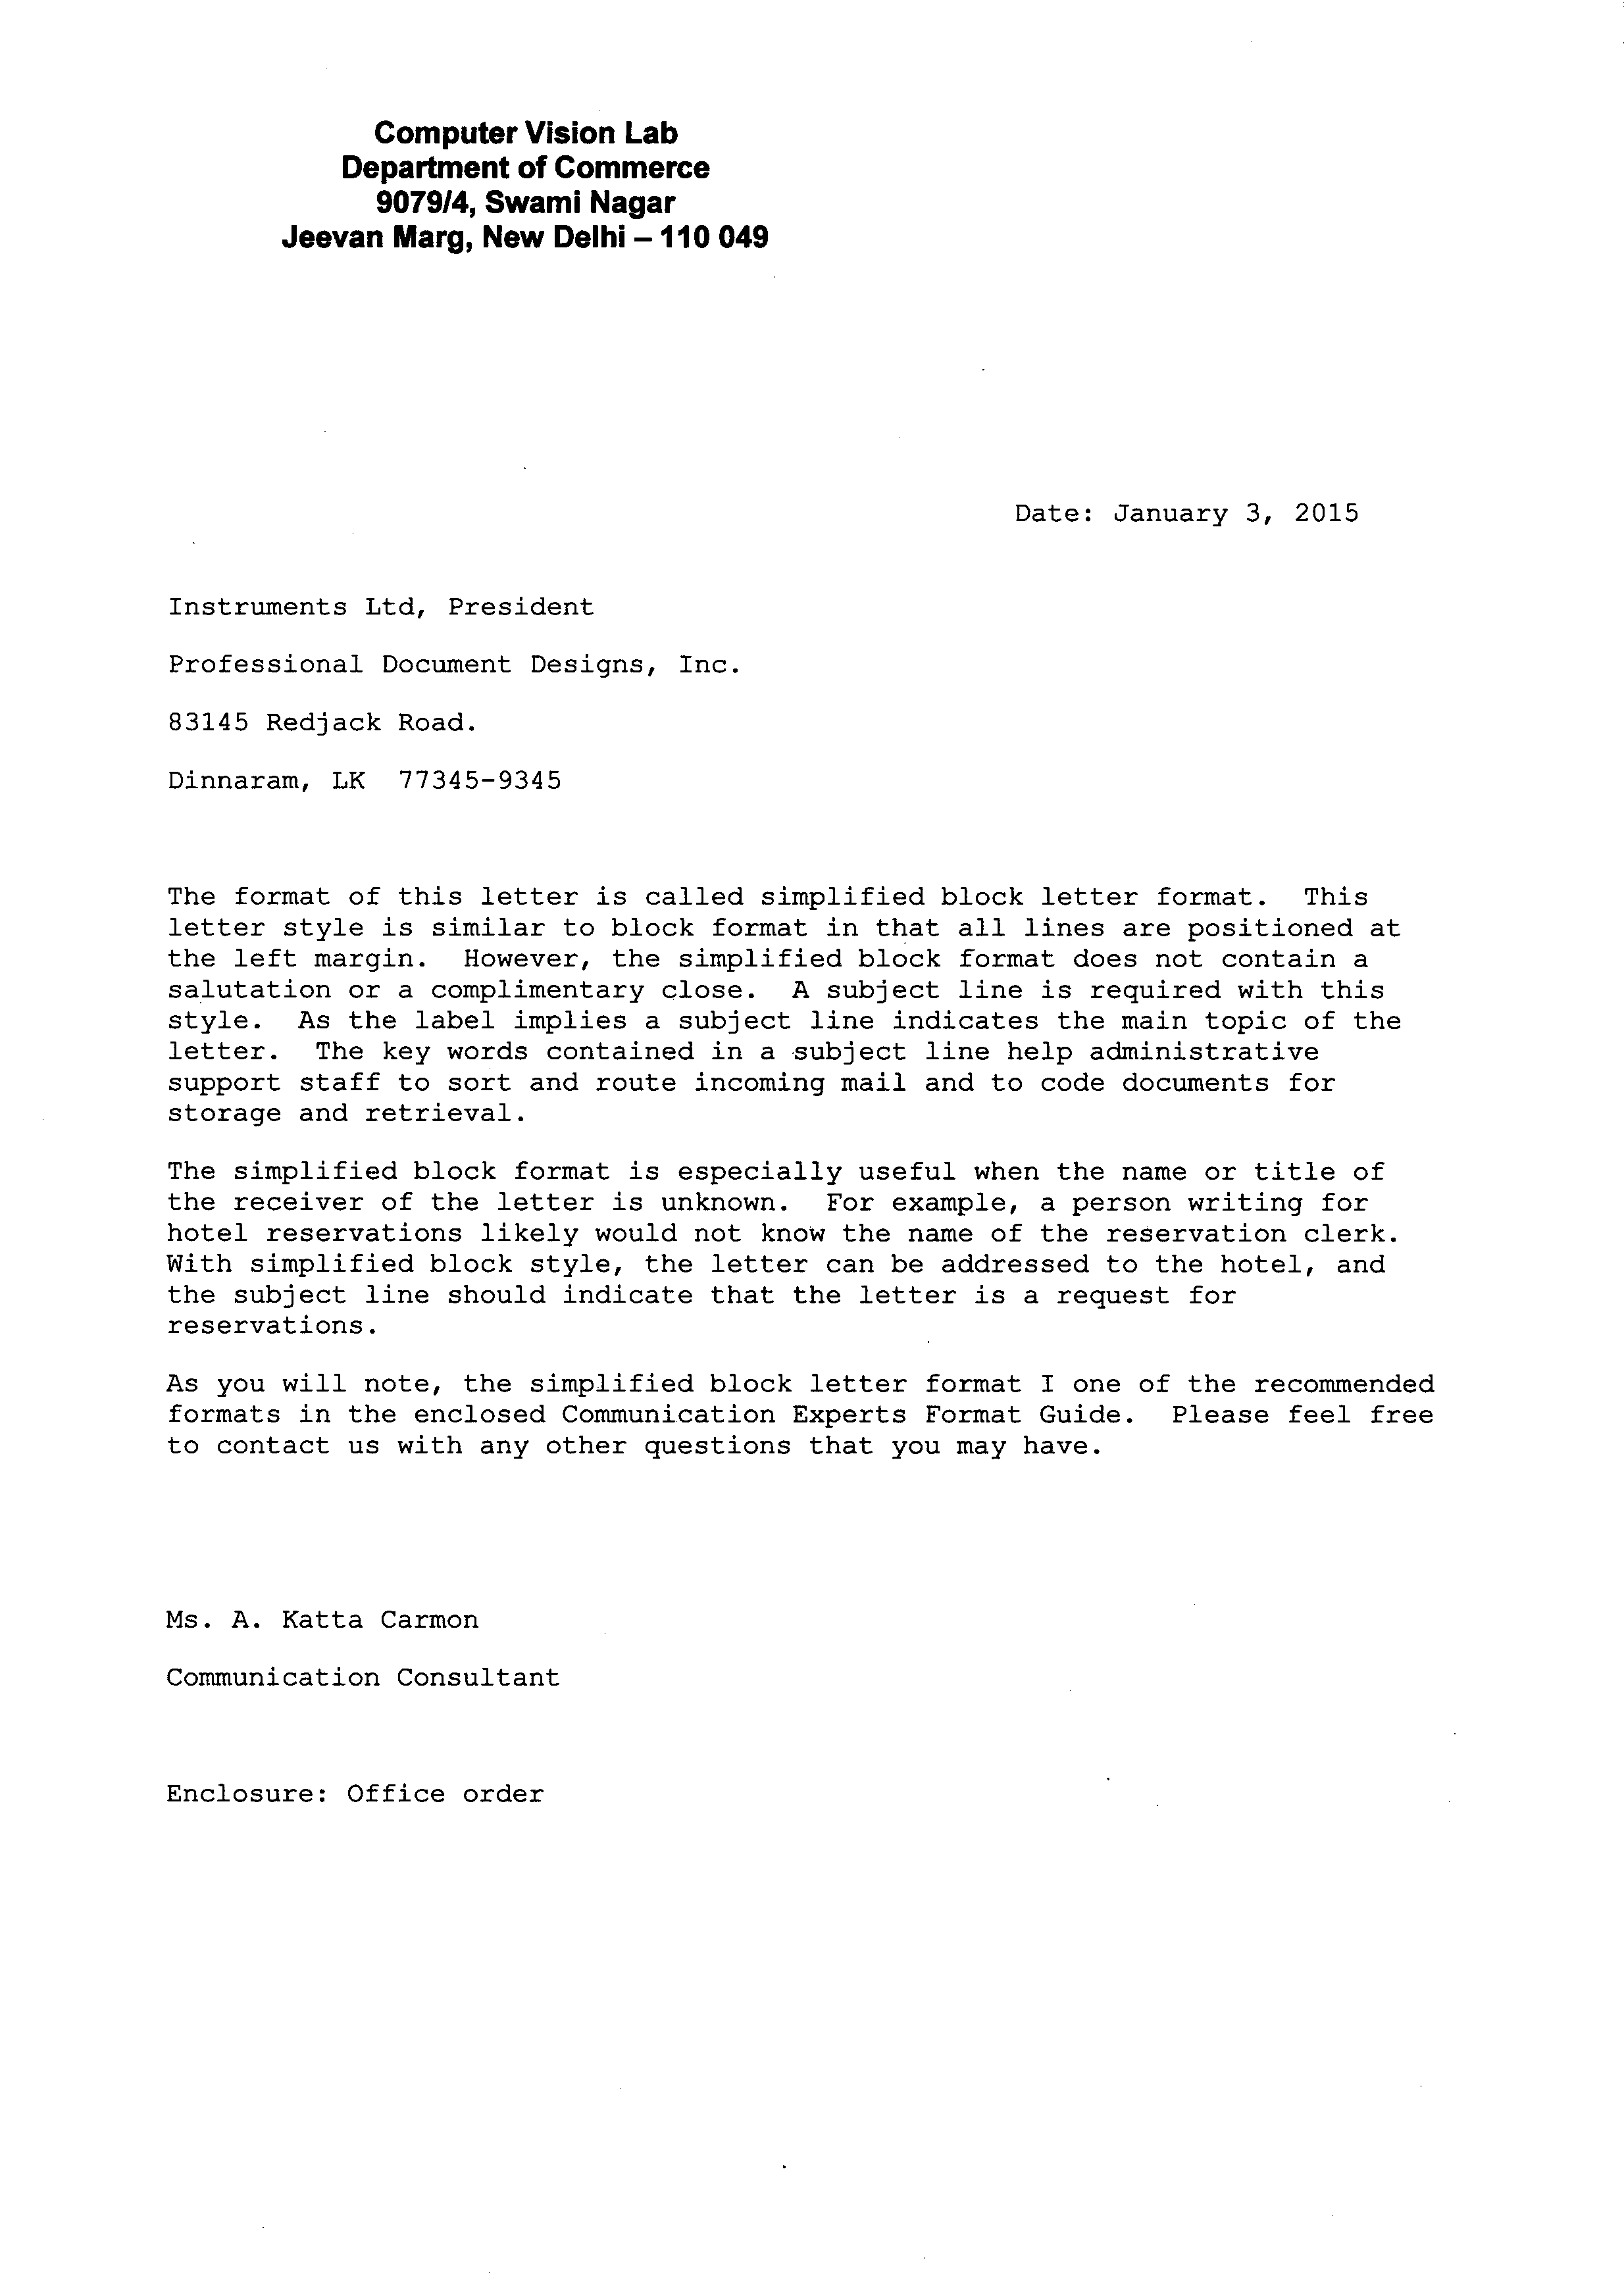 Computer Vision Lab
Department of Commerce
9079/4, Swami Nagar
Jeevan Marg, New Delhi – 110 049
Date: January 3, 2015
Instruments Ltd, President
Professional Document Designs, Inc.
83145 Redjack Road.
Dinnaram, LK  77345-9345
The format of this letter is called simplified block letter format.  This
letter style is similar to block format in that all lines are positioned at
the left margin.  However, the simplified block format does not contain a
salutation or a complimentary close.  A subject line is required with this
style.  As the label implies a subject line indicates the main topic of the
letter.  The key words contained in a subject line help administrative
support staff to sort and route incoming mail and to code documents for
storage and retrieval.
The simplified block format is especially useful when the name or title of
the receiver of the letter is unknown.  For example, a person writing for
hotel reservations likely would not know the name of the reservation clerk.
With simplified block style, the letter can be addressed to the hotel, and
the subject line should indicate that the letter is a request for
reservations.
As you will note, the simplified block letter format I one of the recommended
formats in the enclosed Communication Experts Format Guide.  Please feel free
to contact us with any other questions that you may have.
Ms. A. Katta Carmon
Communication Consultant
Enclosure: Office order